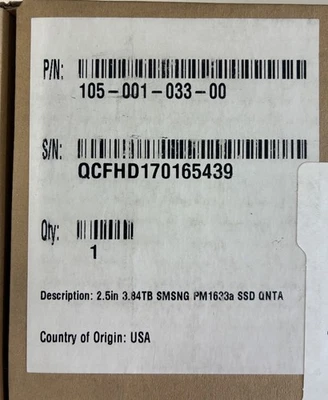 P/N:
105-001-033-00
S/N:
QCFHD170165439
Qty:
1
Description: 2.5in 3.84TB SMSNG PM1633a SSD QNTA
Country of Origin: USA